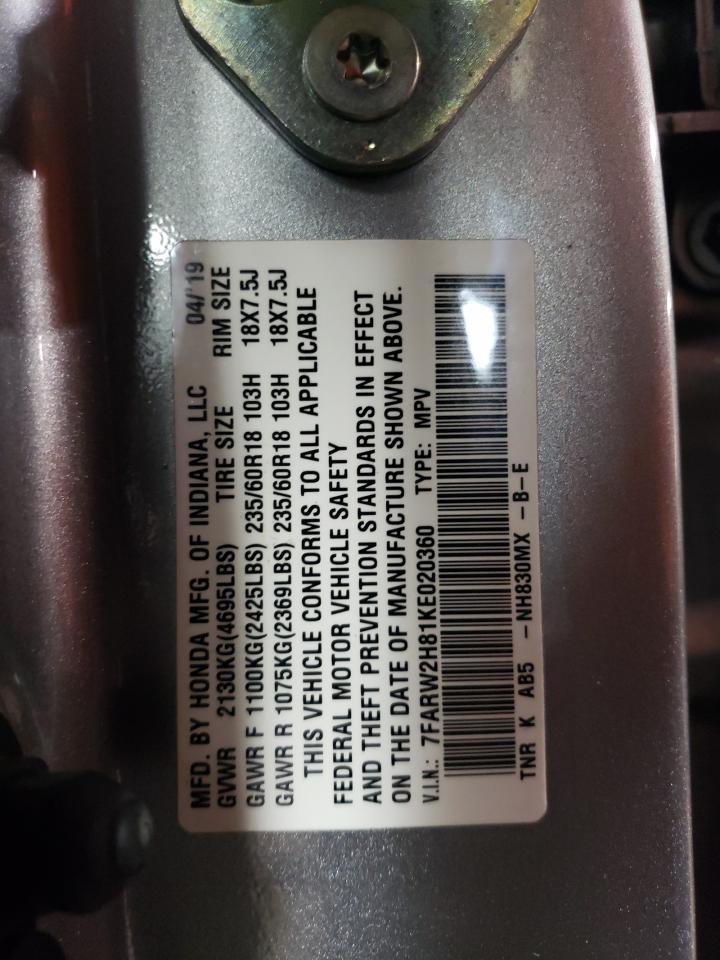 MFD. BY HONDA MFG. OF INDIANA, LLC 04/'19
GVWR 2130KG(4695LBS) TIRE SIZE RIM SIZE
GAWR F 1100KG(2425LBS) 235/60R18 103H 18X7.5J
GAWR R 1075KG(2369LBS) 235/60R18 103H 18X7.5J
THIS VEHICLE CONFORMS TO ALL APPLICABLE
FEDERAL MOTOR VEHICLE SAFETY
AND THEFT PREVENTION STANDARDS IN EFFECT
ON THE DATE OF MANUFACTURE SHOWN ABOVE.
V.I.N.: 7FARW2H81KE020360 TYPE: MPV
TNR K AB5 -NH830MX -B-E